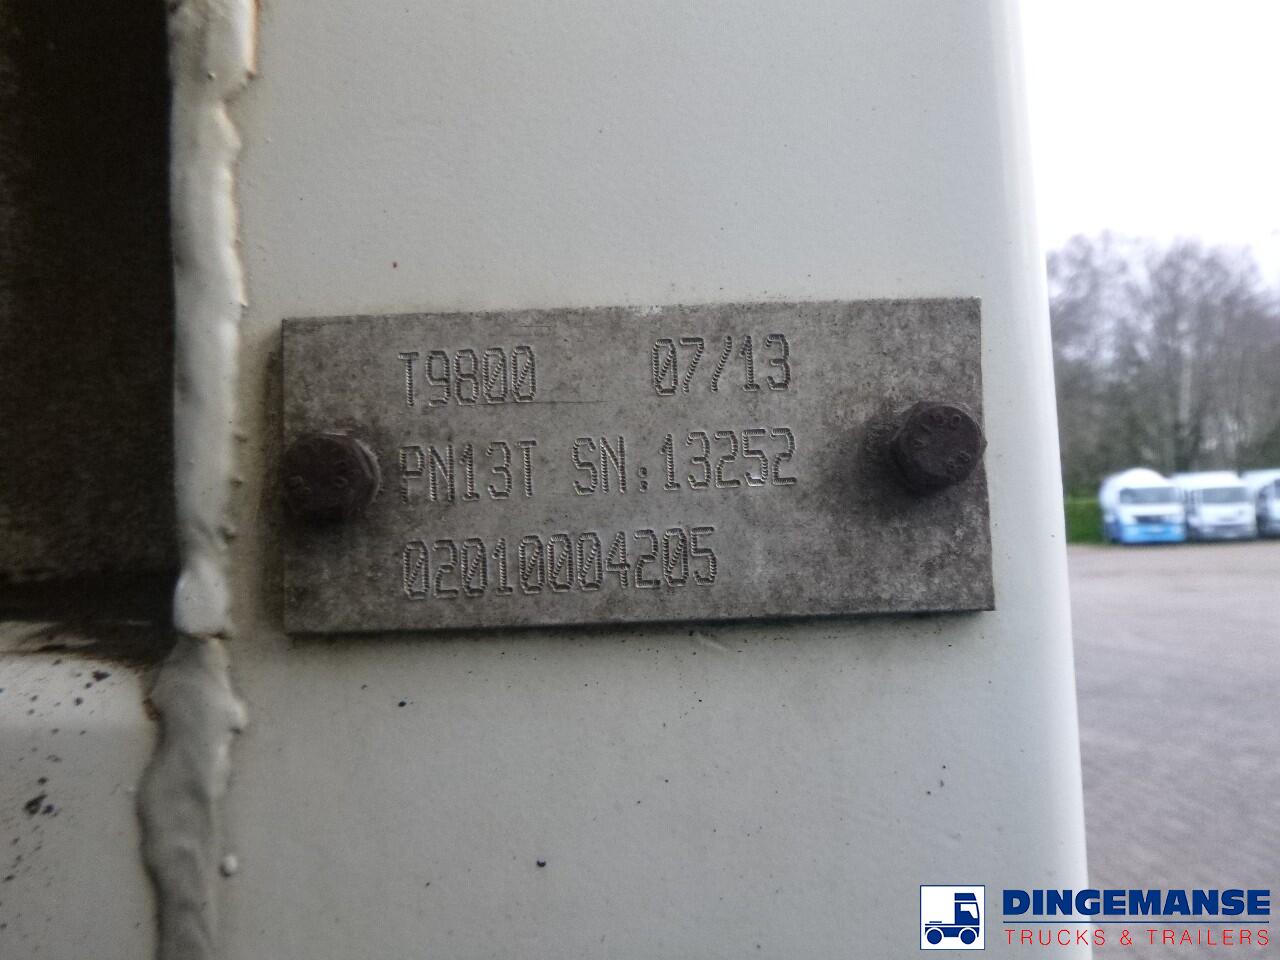 T9800 07/13
PN13T SN:13252
02010004205
DINGEMANSE
TRUCKS & TRAILERS